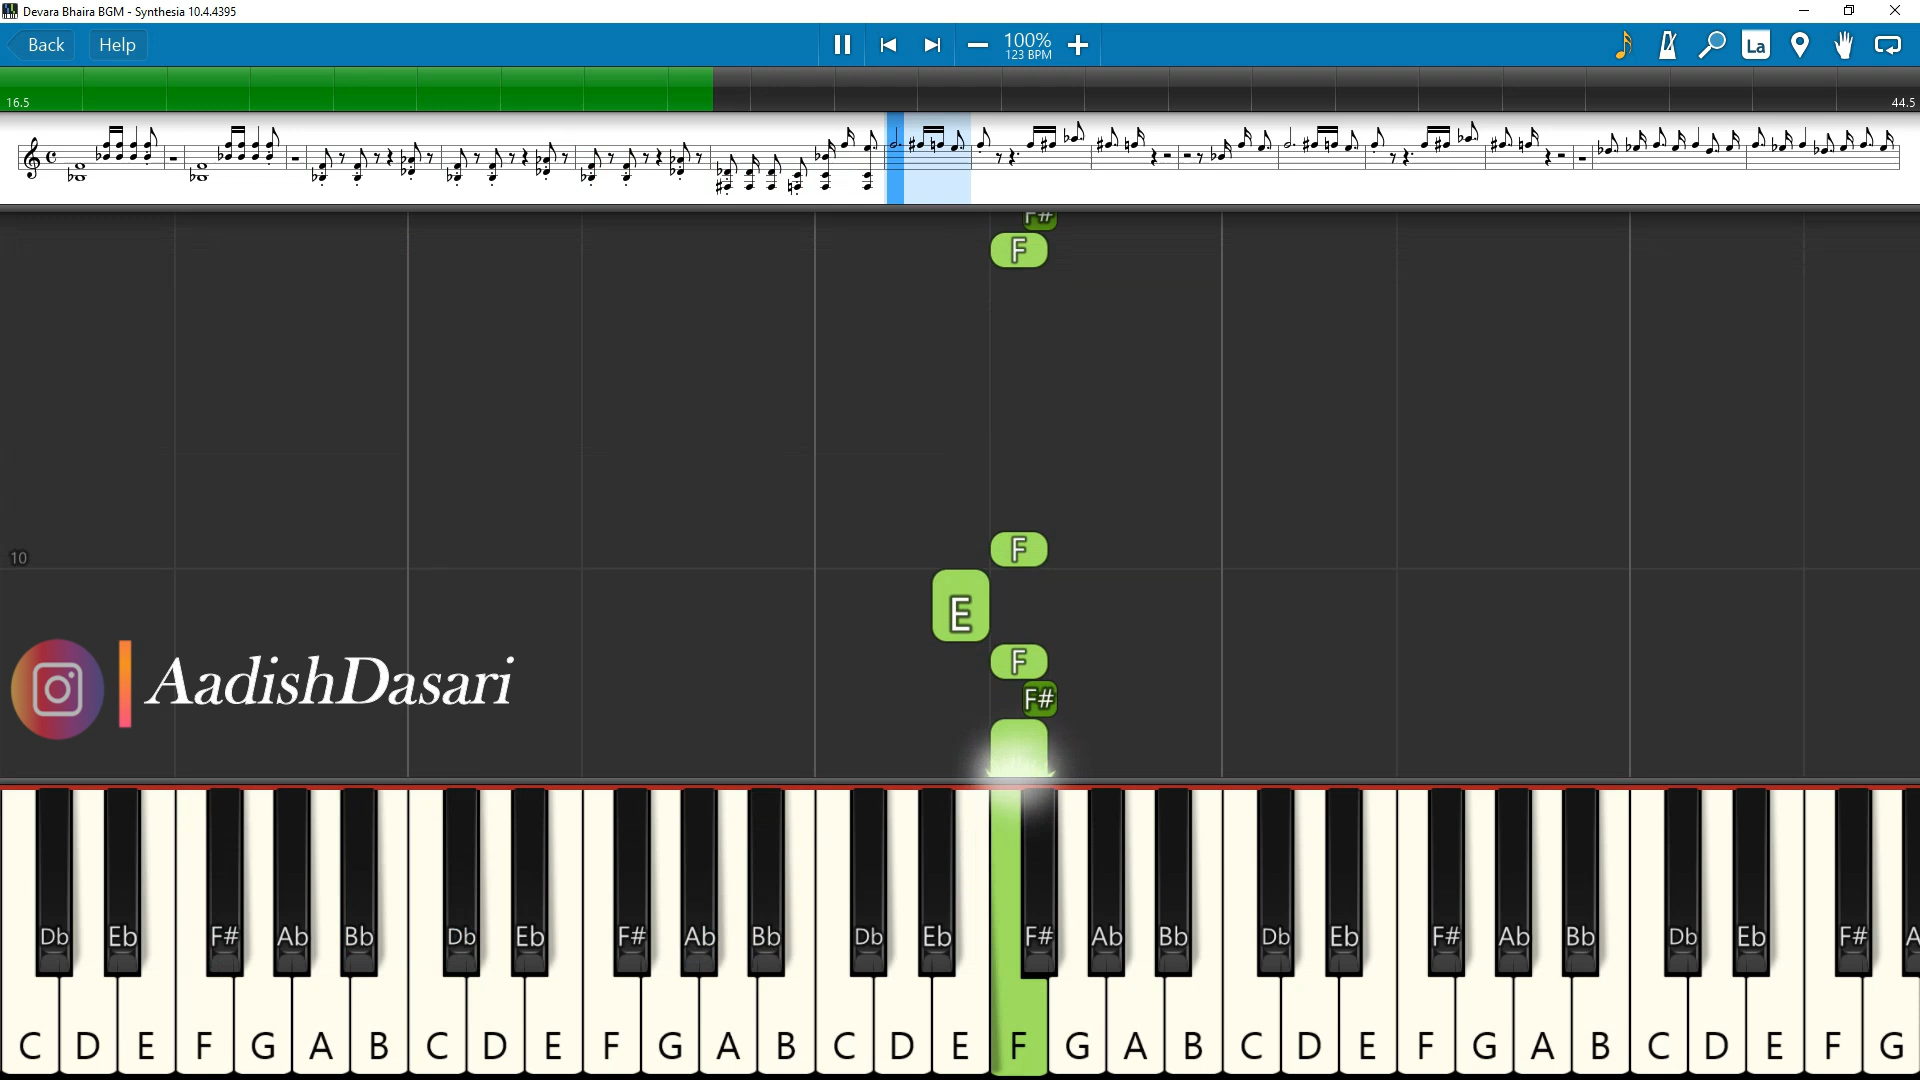 Devara Bhaira BGM - Synthesia 10.4.4395
Back Help 100% La
123 BPM
16.5 44.5
F#
F
F
10
E
F
F#
AadishDasari
Db Eb F# Ab Bb Db Eb F# Ab Bb Db Eb F# Ab Bb Db Eb F# Ab Bb Db Eb F# A
C D E F G A B C D E F G A B C D E F G A B C D E F G A B C D E F G